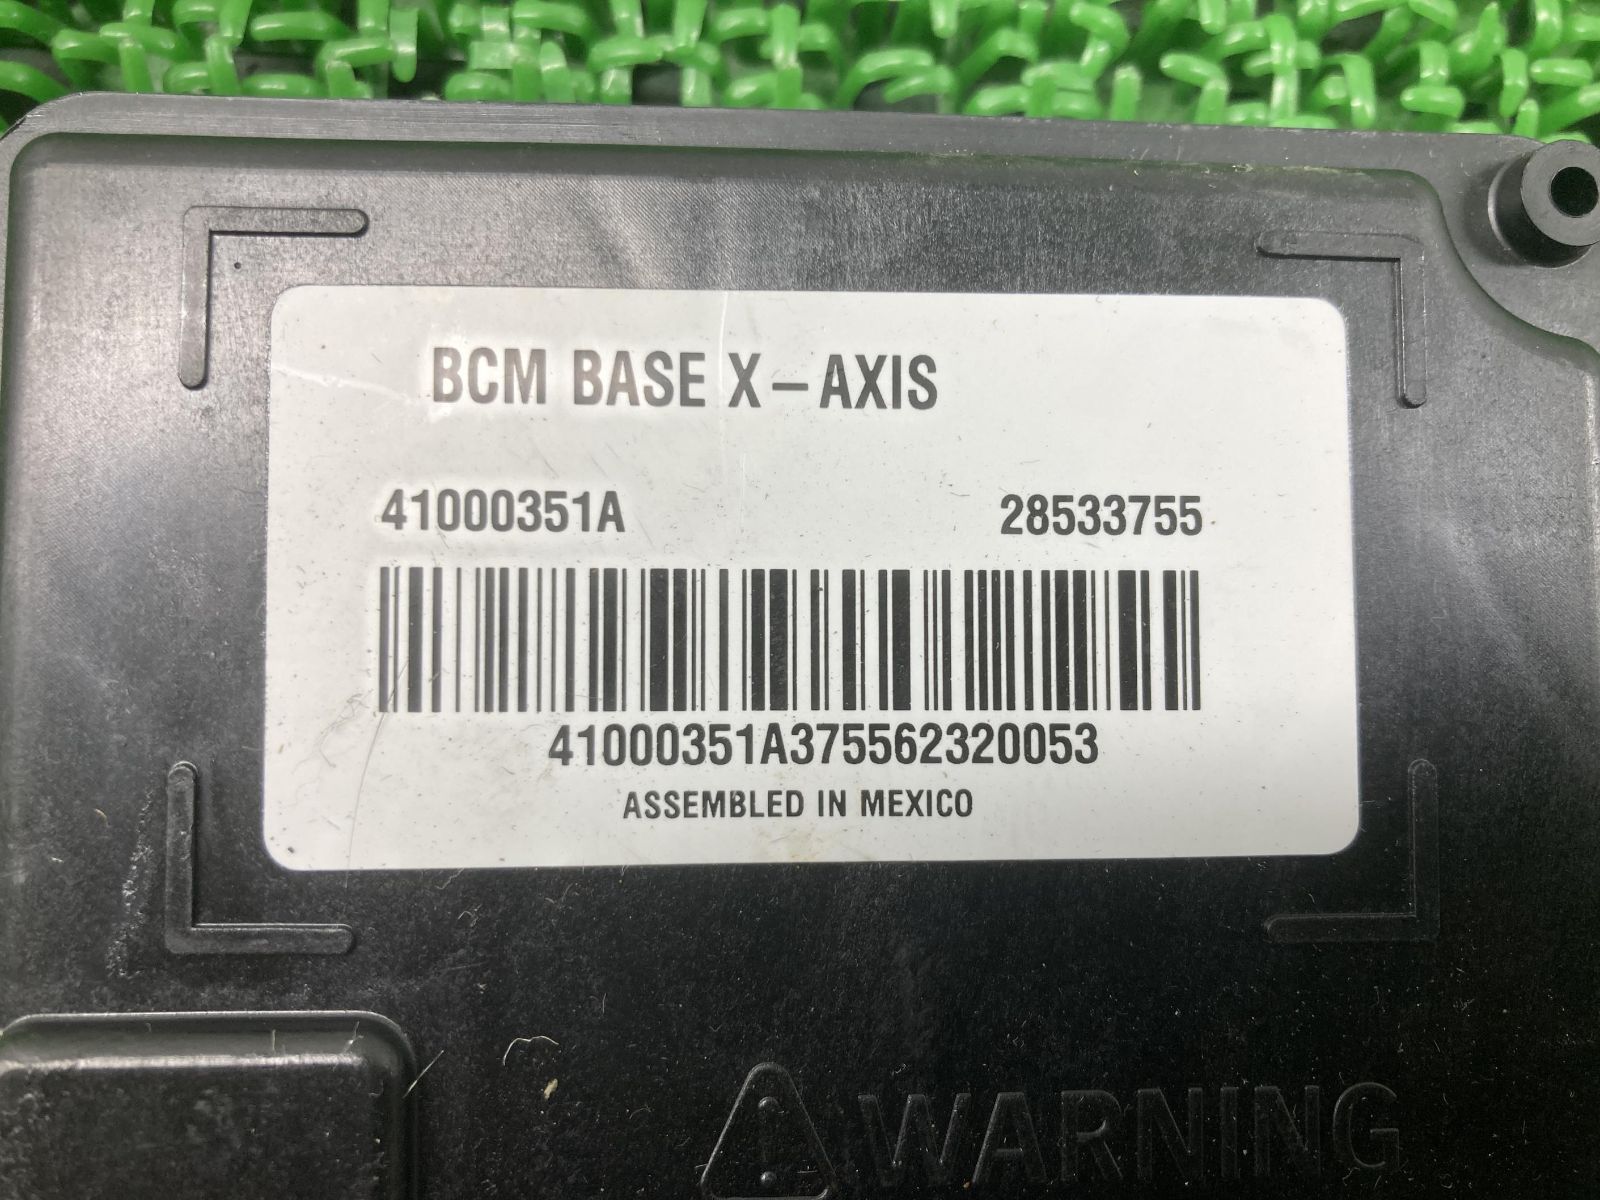 BCM BASE X-AXIS
41000351A 28533755
41000351A375562320053
ASSEMBLED IN MEXICO
WARNING